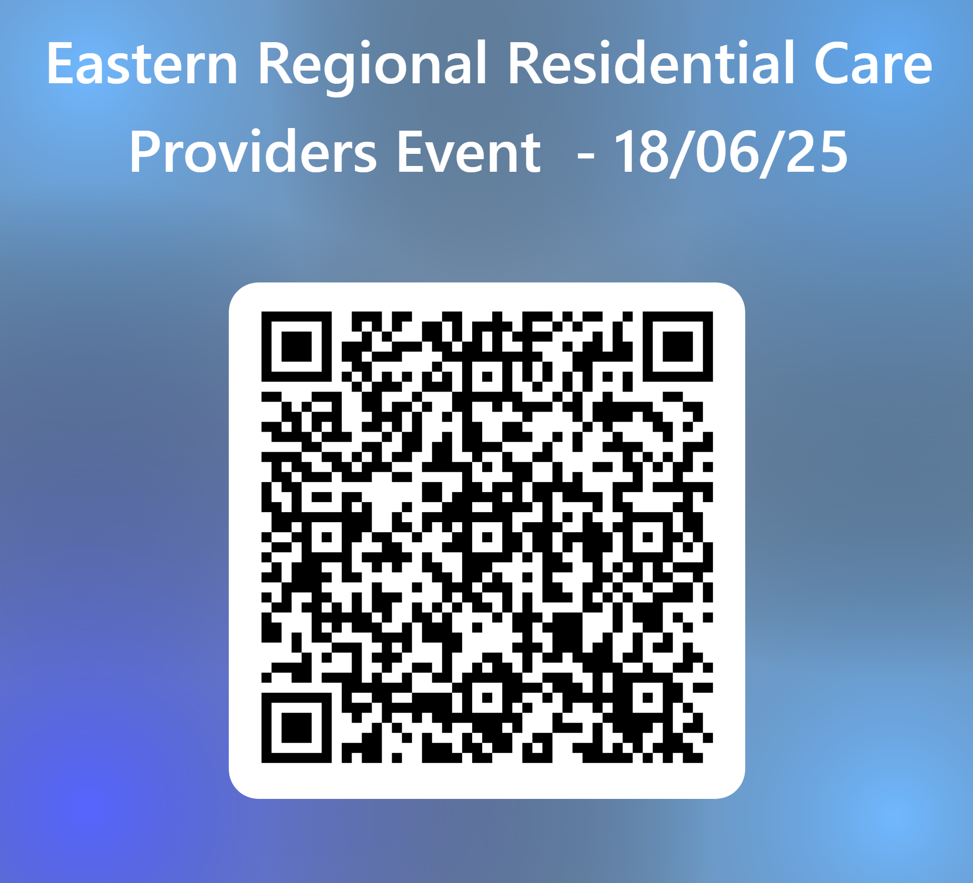 Eastern Regional Residential Care
Providers Event - 18/06/25